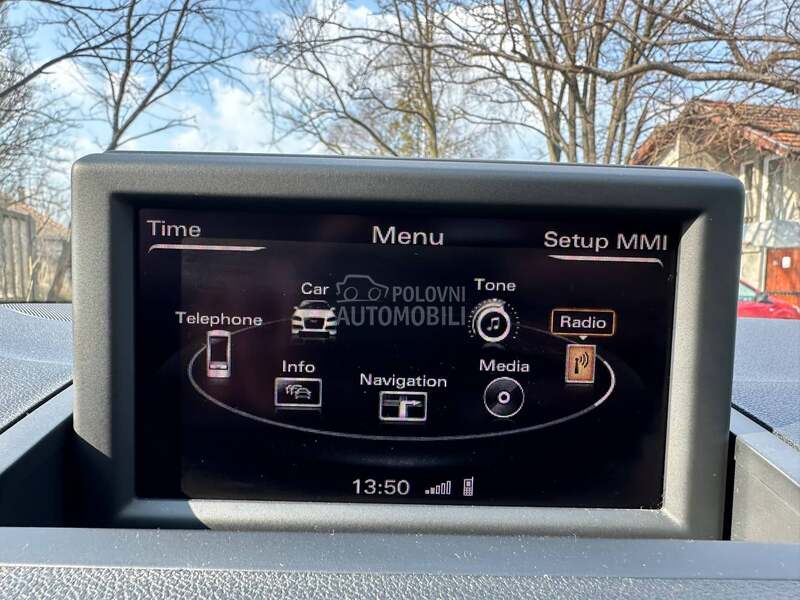 Time
Menu
Setup MMI
Car
Tone
POLOVNI
AUTOMOBILI
Telephone
Radio
Info
Navigation
Media
13:50